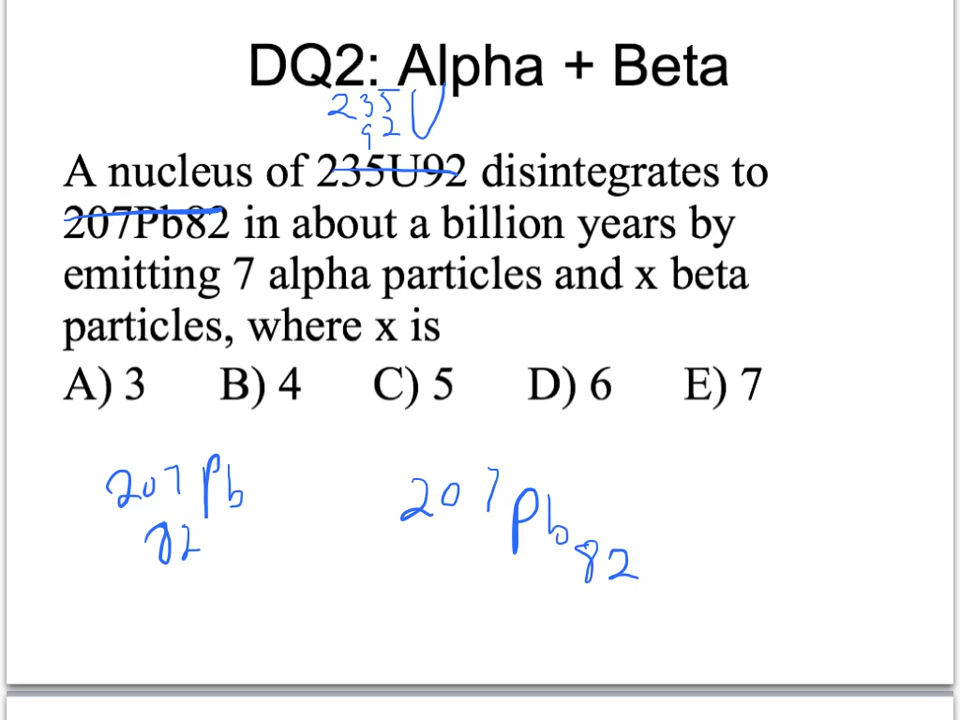 DQ2: Alpha + Beta
235
92 U
A nucleus of 235U92 disintegrates to
207Pb82 in about a billion years by
emitting 7 alpha particles and x beta
particles, where x is
A) 3 B) 4 C) 5 D) 6 E) 7
207 Pb
82
207 Pb 82